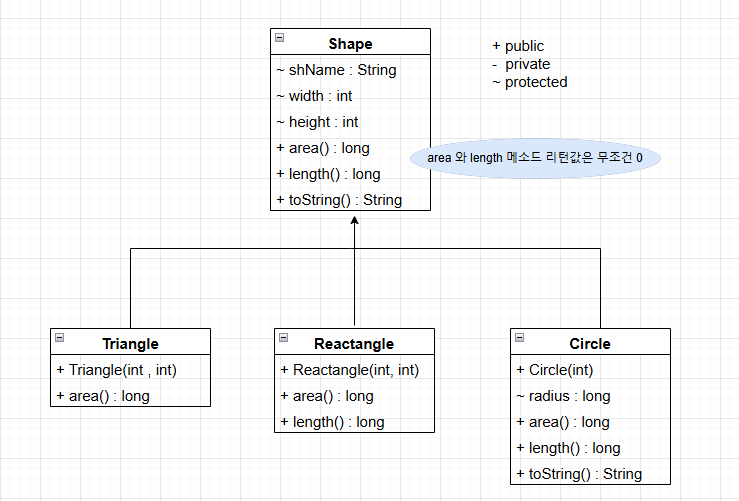 Shape
~ shName : String
~ width : int
~ height : int
+ area() : long
+ length() : long
+ toString() : String
+ public
- private
~ protected
area 와 length 메소드 리턴값은 무조건 0
Triangle
+ Triangle(int , int)
+ area() : long
Reactangle
+ Reactangle(int, int)
+ area() : long
+ length() : long
Circle
+ Circle(int)
~ radius : long
+ area() : long
+ length() : long
+ toString() : String